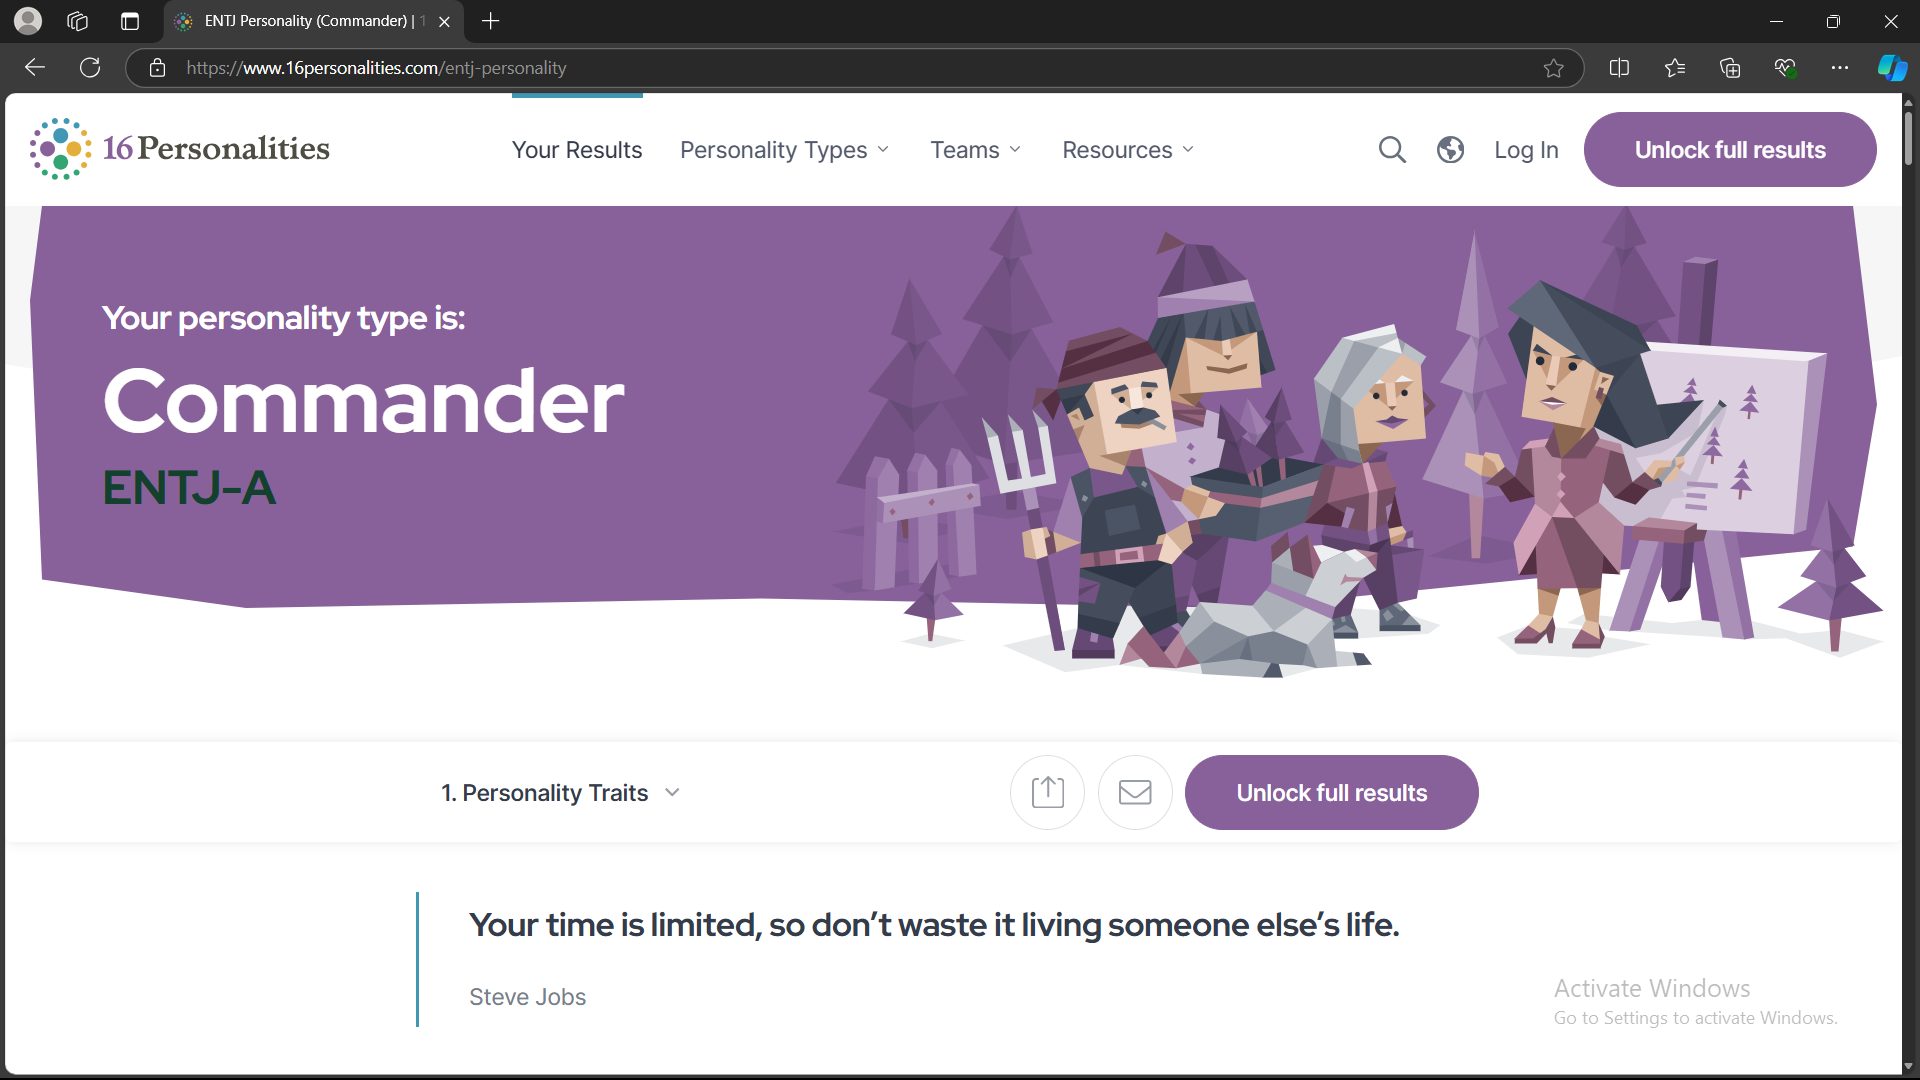 ENTJ Personality (Commander) | 1
https://www.16personalities.com/entj-personality
16Personalities
Your Results
Personality Types
Teams
Resources
Log In
Unlock full results
Your personality type is:
Commander
ENTJ-A
1. Personality Traits
Unlock full results
Your time is limited, so don’t waste it living someone else’s life.
Steve Jobs
Activate Windows
Go to Settings to activate Windows.